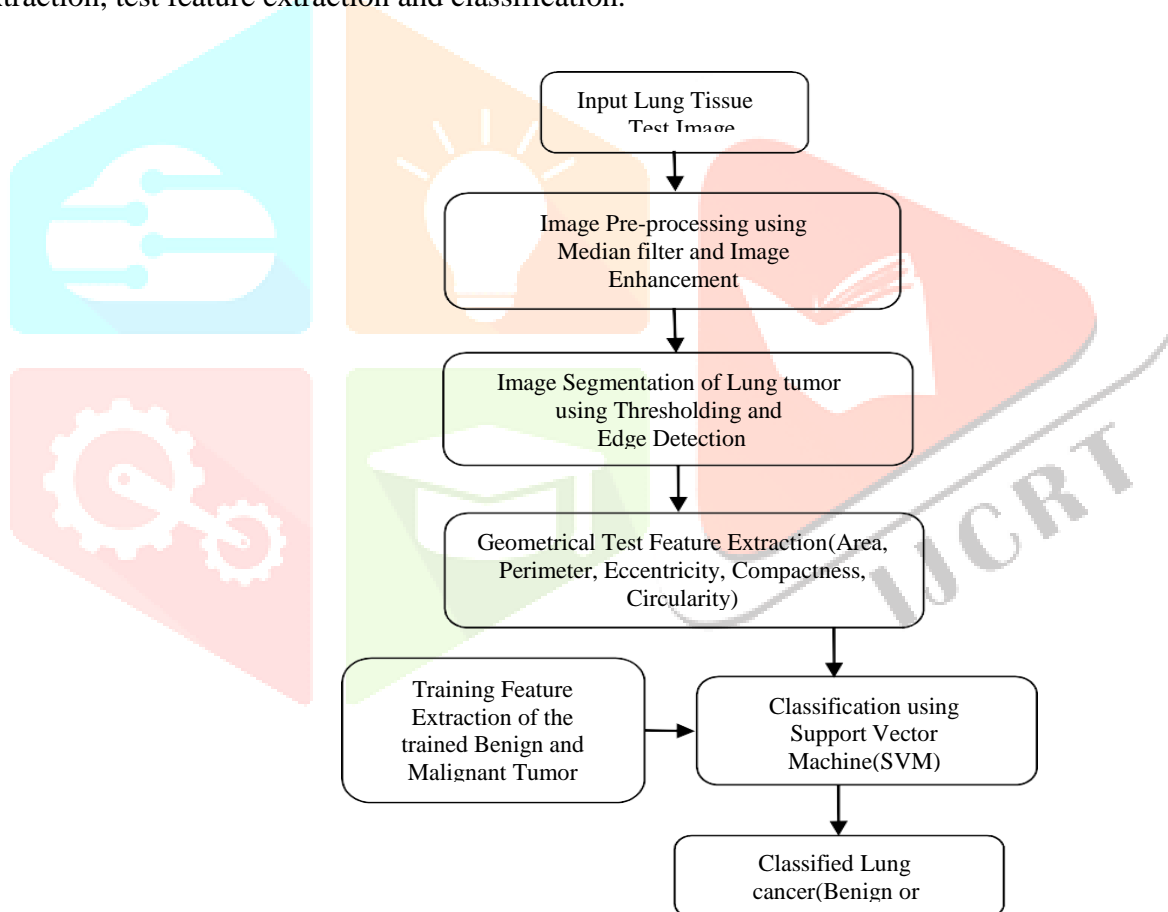 traction, test feature extraction and classification.
Input Lung Tissue
Test Image
Image Pre-processing using
Median filter and Image
Enhancement
Image Segmentation of Lung tumor
using Thresholding and
Edge Detection
Geometrical Test Feature Extraction(Area,
Perimeter, Eccentricity, Compactness,
Circularity)
Training Feature
Extraction of the
trained Benign and
Malignant Tumor
Classification using
Support Vector
Machine(SVM)
Classified Lung
cancer(Benign or
IJCRT